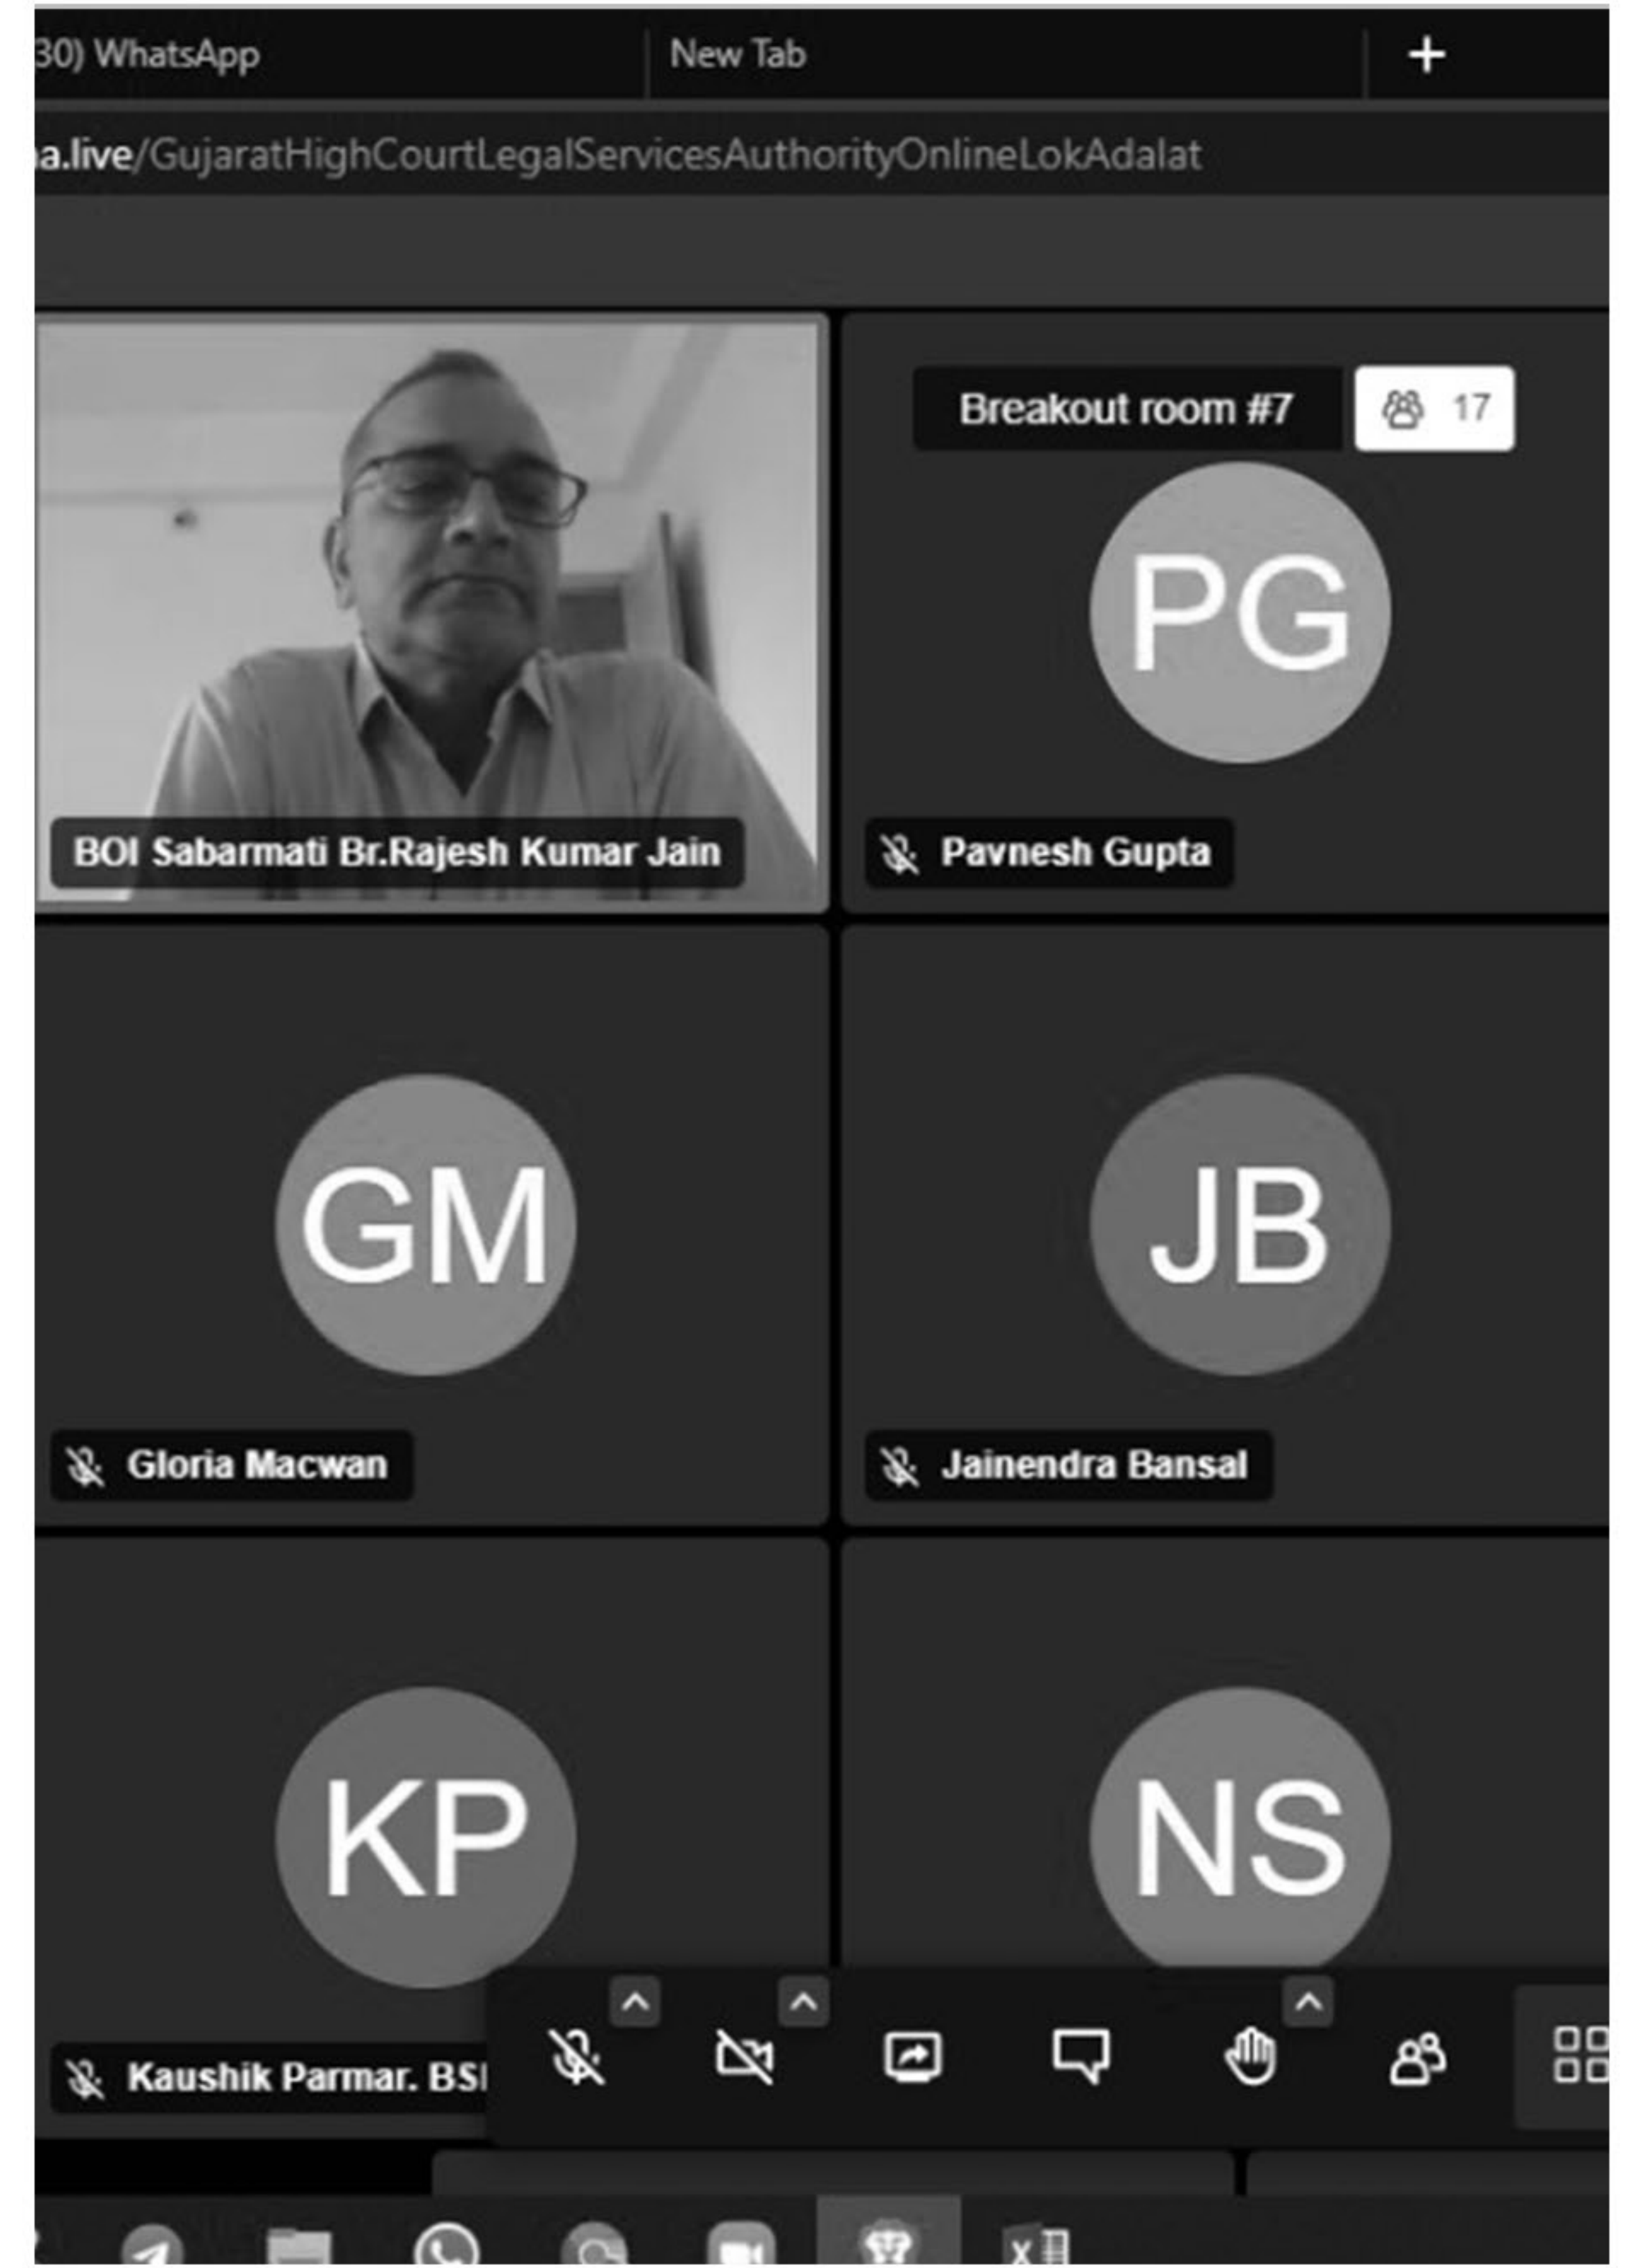 30) WhatsApp
New Tab
+
a.live/GujaratHighCourtLegalServicesAuthorityOnlineLokAdalat
Breakout room #7
17
PG
BOI Sabarmati Br.Rajesh Kumar Jain
Pavnesh Gupta
GM
JB
Gloria Macwan
Jainendra Bansal
KP
NS
Kaushik Parmar. BS
X